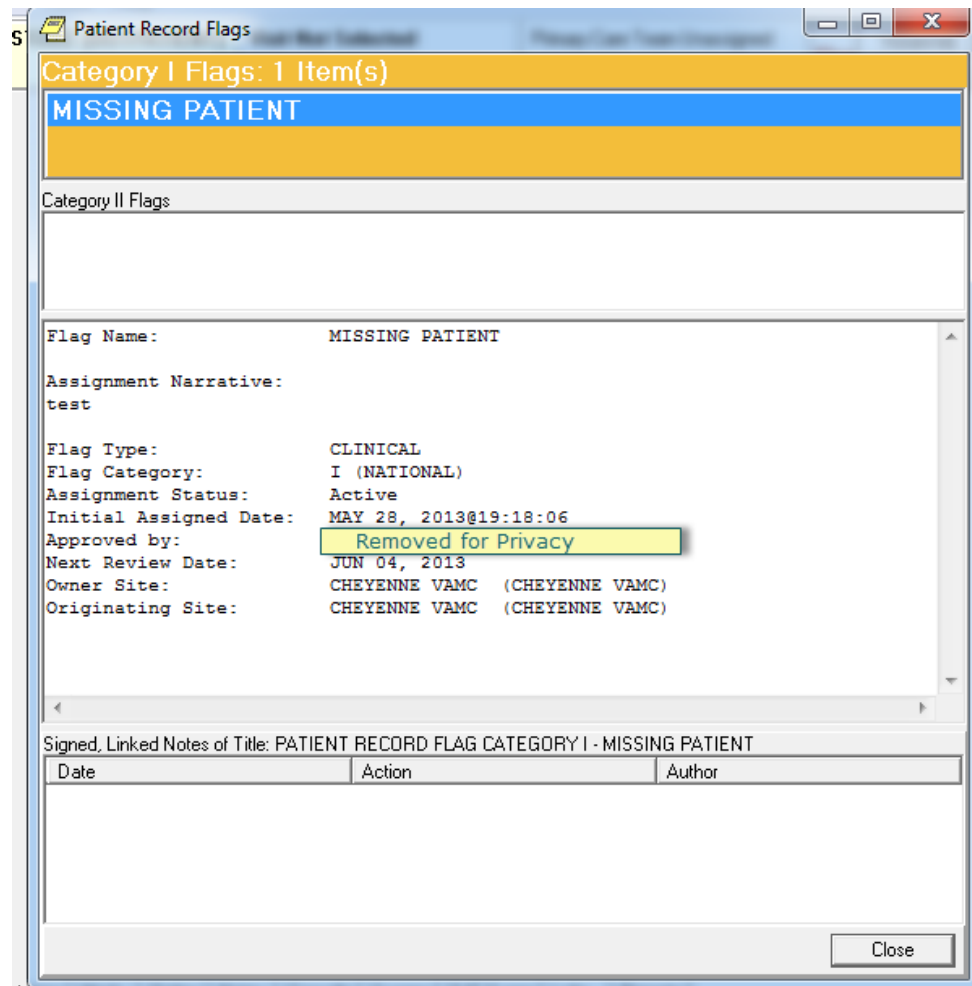 Patient Record Flags
Category I Flags: 1 Item(s)
MISSING PATIENT
Category II Flags
Flag Name: MISSING PATIENT
Assignment Narrative:
test
Flag Type: CLINICAL
Flag Category: I (NATIONAL)
Assignment Status: Active
Initial Assigned Date: MAY 28, 2013@19:18:06
Approved by: Removed for Privacy
Next Review Date: JUN 04, 2013
Owner Site: CHEYENNE VAMC (CHEYENNE VAMC)
Originating Site: CHEYENNE VAMC (CHEYENNE VAMC)
Signed, Linked Notes of Title: PATIENT RECORD FLAG CATEGORY I - MISSING PATIENT
Date Action Author
Close